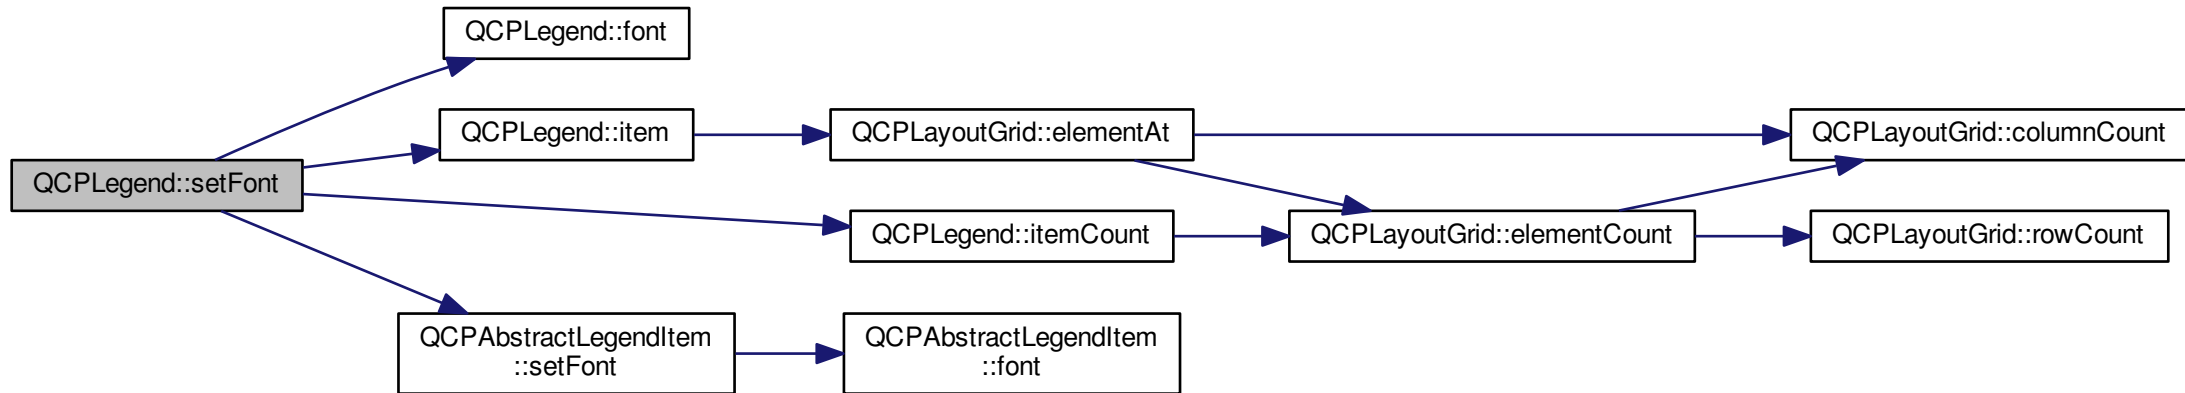 QCPLegend::font
QCPLegend::item
QCPLayoutGrid::elementAt
QCPLayoutGrid::columnCount
QCPLegend::setFont
QCPLegend::itemCount
QCPLayoutGrid::elementCount
QCPLayoutGrid::rowCount
QCPAbstractLegendItem
::setFont
QCPAbstractLegendItem
::font